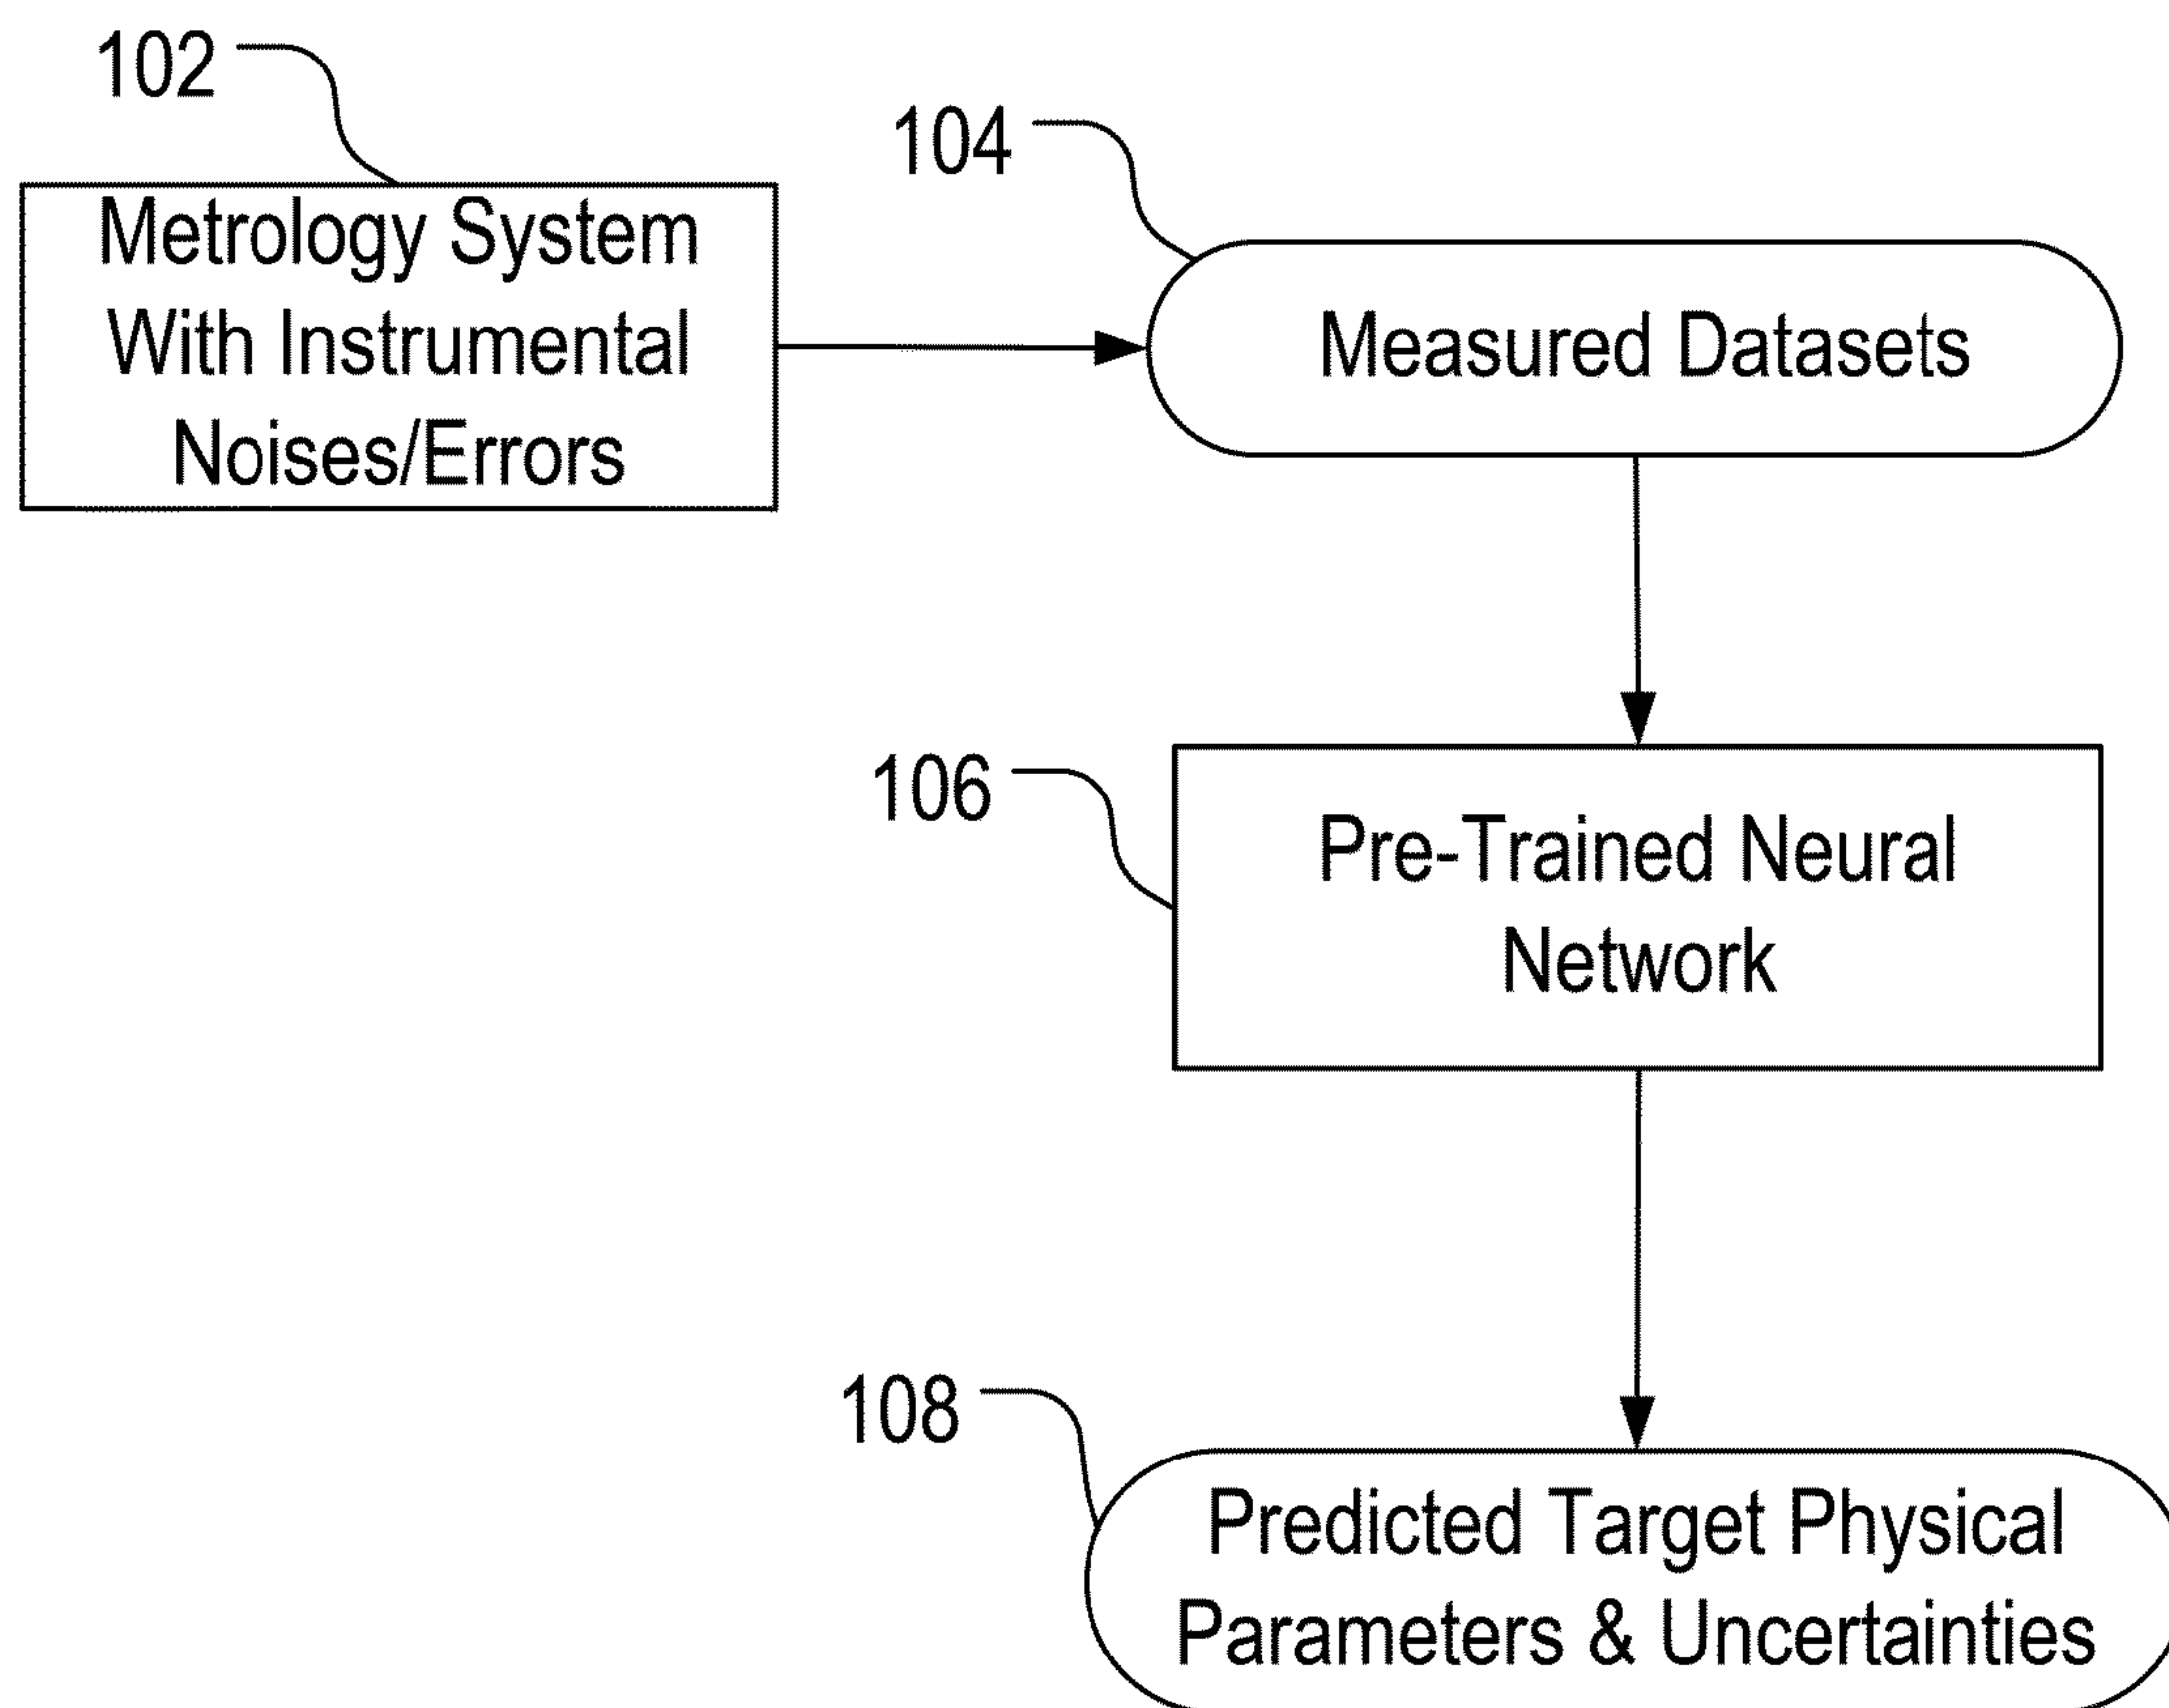 102
Metrology System
With Instrumental
Noises/Errors
104
Measured Datasets
106
Pre-Trained Neural
Network
108
Predicted Target Physical
Parameters & Uncertainties